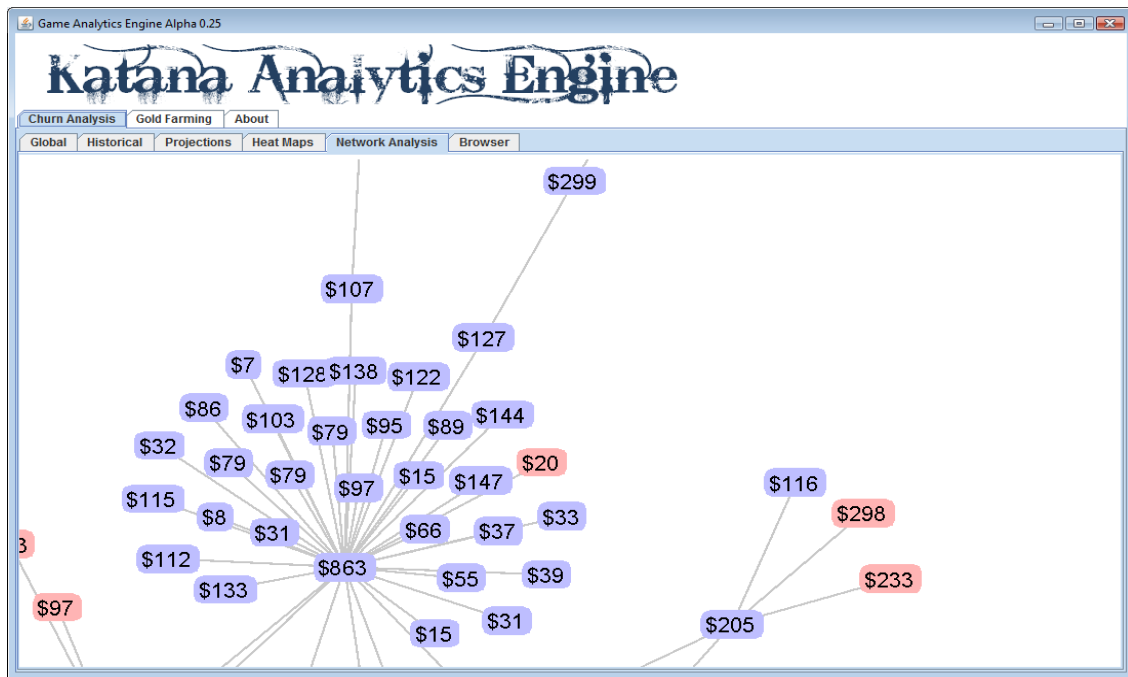 Game Analytics Engine Alpha 0.25
Katana Analytics Engine
Churn Analysis Gold Farming About
Global Historical Projections Heat Maps Network Analysis Browser
$299
$107
$127
$7 $128 $138 $122
$86 $103 $79 $95 $89 $144
$32 $79 $79 $97 $15 $147 $20
$116
$115 $8 $31 $66 $37 $33
$298
3
$112 $863 $55 $39
$133
$233
$97
$15 $31
$205